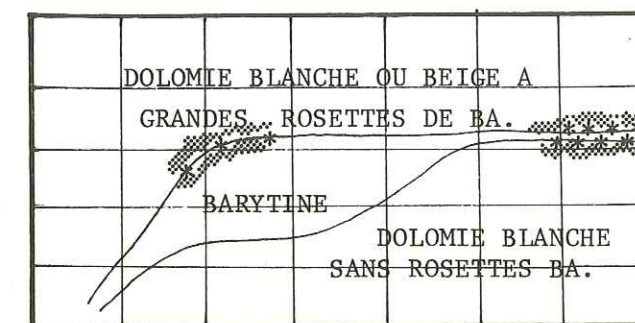 DOLOMIE BLANCHE OU BEIGE A
GRANDES ROSETTES DE BA.
BARYTINE
DOLOMIE BLANCHE
SANS ROSETTES BA.